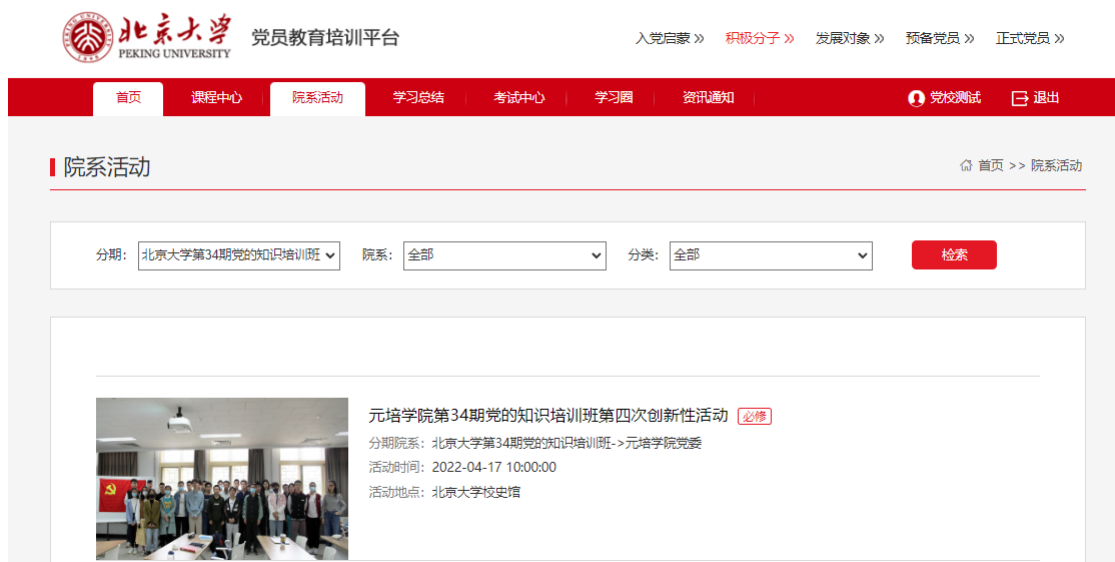 北京大学
PEKING UNIVERSITY
党员教育培训平台
入党启蒙 » 积极分子 » 发展对象 » 预备党员 » 正式党员 »
首页 课程中心 院系活动 学习总结 考试中心 学习圈 资讯通知 党校测试 退出
院系活动
首页 >> 院系活动
分期: 北京大学第34期党的知识培训班 院系: 全部 分类: 全部 检索
元培学院第34期党的知识培训班第四次创新性活动 必修
分期院系: 北京大学第34期党的知识培训班->元培学院党委
活动时间: 2022-04-17 10:00:00
活动地点: 北京大学校史馆